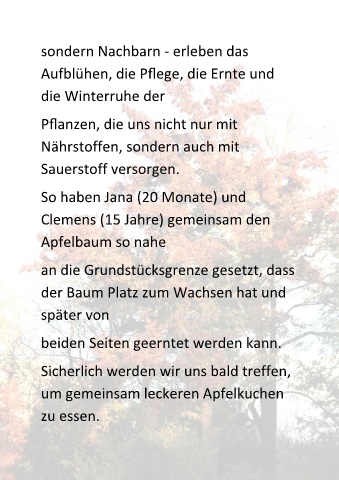 sondern Nachbarn - erleben das
Aufblühen, die Pflege, die Ernte und
die Winterruhe der
Pflanzen, die uns nicht nur mit
Nährstoffen, sondern auch mit
Sauerstoff versorgen.
So haben Jana (20 Monate) und
Clemens (15 Jahre) gemeinsam den
Apfelbaum so nahe
an die Grundstücksgrenze gesetzt, dass
der Baum Platz zum Wachsen hat und
später von
beiden Seiten geerntet werden kann.
Sicherlich werden wir uns bald treffen,
um gemeinsam leckeren Apfelkuchen
zu essen.